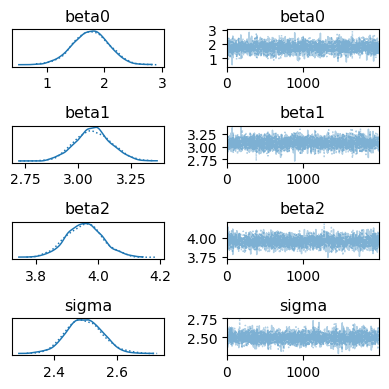 beta0 beta0
3
2
1
1 2 3 0 1000
beta1 beta1
3.25
3.00
2.75
2.75 3.00 3.25 0 1000
beta2 beta2
4.00
3.75
3.8 4.0 4.2 0 1000
sigma sigma
2.75
2.50
2.4 2.6 0 1000